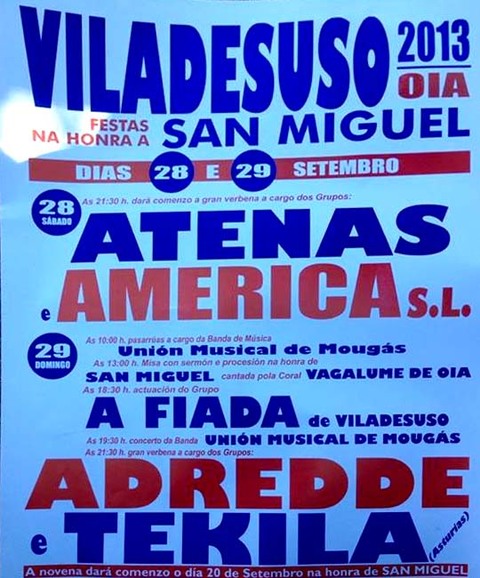 VILADESUSO 2013
OIA
FESTAS
NA HONRA A SAN MIGUEL
DIAS 28 E 29 SETEMBRO
28
SÁBADO
As 21:30 h. dará comenzo a gran verbena a cargo dos Grupos:
ATENAS
e AMERICA S.L.
29
DOMINGO
As 10:00 h. pasarrúas a cargo da Banda de Música
Unión Musical de Mougás
As 13:00 h. Misa con sermón e procesión na honra de
SAN MIGUEL cantada pola Coral VAGALUME DE OIA
As 18:30 h. actuación do Grupo
A FIADA de VILADESUSO
As 19:30 h. concerto da Banda UNIÓN MUSICAL DE MOUGÁS
As 21:30 h. gran verbena a cargo dos Grupos:
ADREDDE
e TEKILA (Asturias)
A novena dará comenzo o día 20 de Setembro na honra de SAN MIGUEL